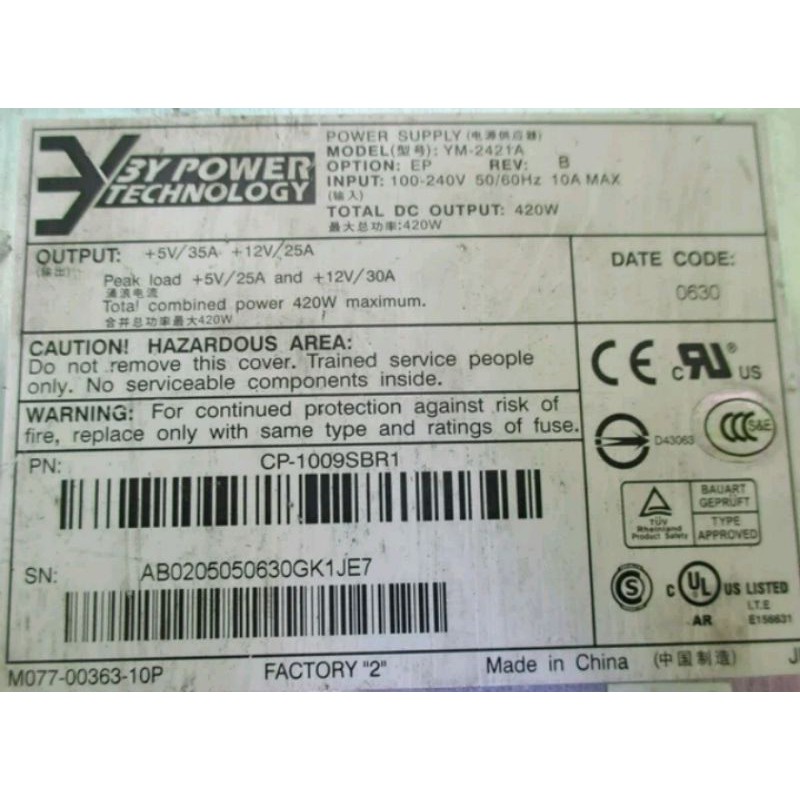 3Y POWER
TECHNOLOGY
POWER SUPPLY (电源供应器)
MODEL(型号): YM-2421A
OPTION: EP REV: B
INPUT: 100-240V 50/60Hz 10A MAX
(输入)
TOTAL DC OUTPUT: 420W
最大总功率:420W
OUTPUT: +5V/35A +12V/25A
(输出)
Peak load +5V/25A and +12V/30A
涌浪电流
Total combined power 420W maximum.
合并总功率最大420W
DATE CODE:
0630
CAUTION! HAZARDOUS AREA:
Do not remove this cover. Trained service people
only. No serviceable components inside.
WARNING: For continued protection against risk of
fire, replace only with same type and ratings of fuse.
CE c RU ® US
D43063
CCC S&E
TÜV
Rheinland
Product Safety
BAUART
GEPRÜFT
TYPE
APPROVED
S
C UL US LISTED
I.T.E
AR E156631
PN: CP-1009SBR1
SN: AB0205050630GK1JE7
M077-00363-10P FACTORY "2" Made in China (中国制造)